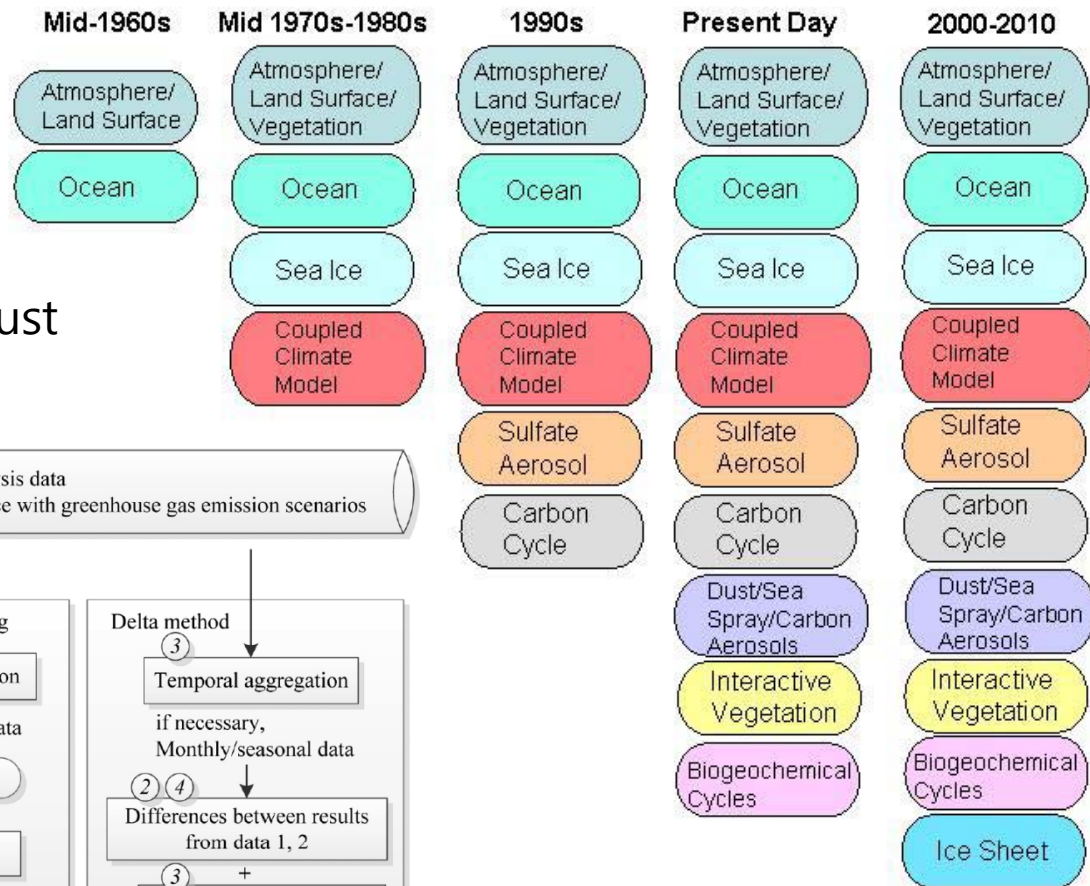 Mid-1960s
Atmosphere/
Land Surface
Ocean
Mid 1970s-1980s
Atmosphere/
Land Surface/
Vegetation
Ocean
Sea Ice
Coupled
Climate
Model
1990s
Atmosphere/
Land Surface/
Vegetation
Ocean
Sea Ice
Coupled
Climate
Model
Sulfate
Aerosol
Carbon
Cycle
Present Day
Atmosphere/
Land Surface/
Vegetation
Ocean
Sea Ice
Coupled
Climate
Model
Sulfate
Aerosol
Carbon
Cycle
Dust/Sea
Spray/Carbon
Aerosols
Interactive
Vegetation
Biogeochemical
Cycles
2000-2010
Atmosphere/
Land Surface/
Vegetation
Ocean
Sea Ice
Coupled
Climate
Model
Sulfate
Aerosol
Carbon
Cycle
Dust/Sea
Spray/Carbon
Aerosols
Interactive
Vegetation
Biogeochemical
Cycles
Ice Sheet
data
with greenhouse gas emission scenarios
Delta method
3
Temporal aggregation
if necessary,
Monthly/seasonal data
2 4
Differences between results
from data 1, 2
3 +